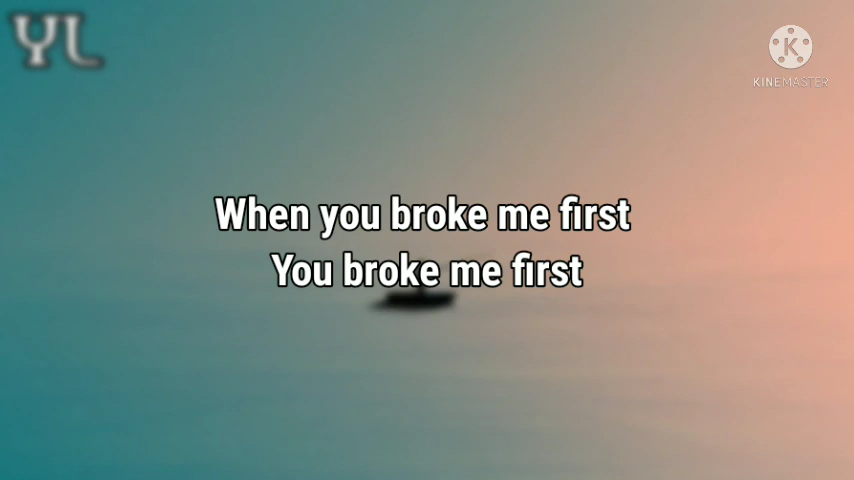 YL
K
KINEMASTER
When you broke me first
You broke me first